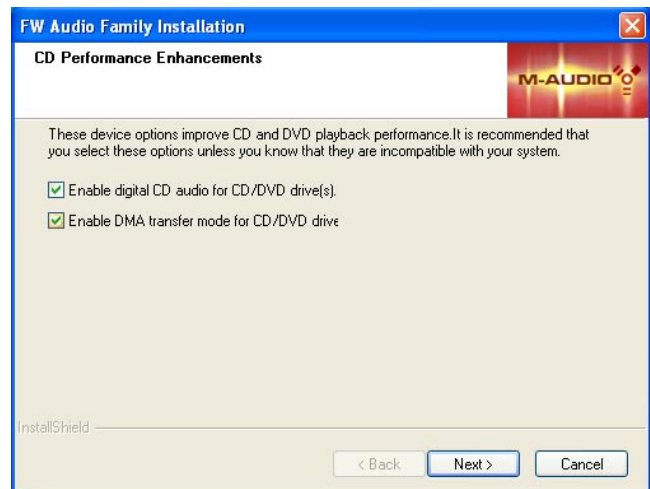 FW Audio Family Installation
CD Performance Enhancements
M-AUDIO
These device options improve CD and DVD playback performance.It is recommended that
you select these options unless you know that they are incompatible with your system.
Enable digital CD audio for CD/DVD drive(s).
Enable DMA transfer mode for CD/DVD drive
InstallShield
< Back
Next >
Cancel